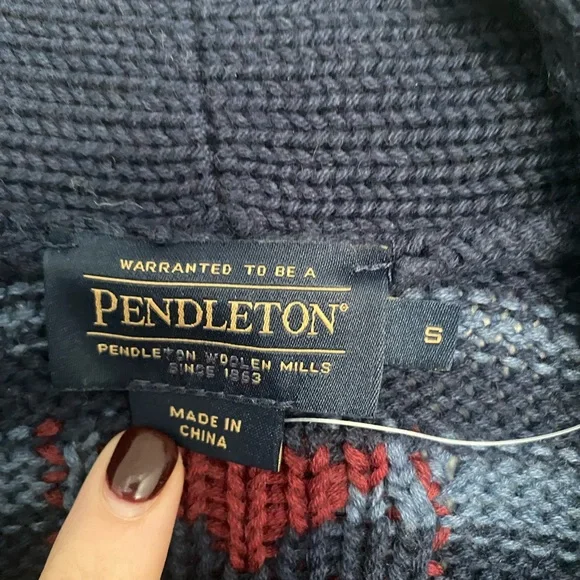 WARRANTED TO BE A
PENDLETON®
PENDLETON WOOLEN MILLS
SINCE 1863
S
MADE IN
CHINA